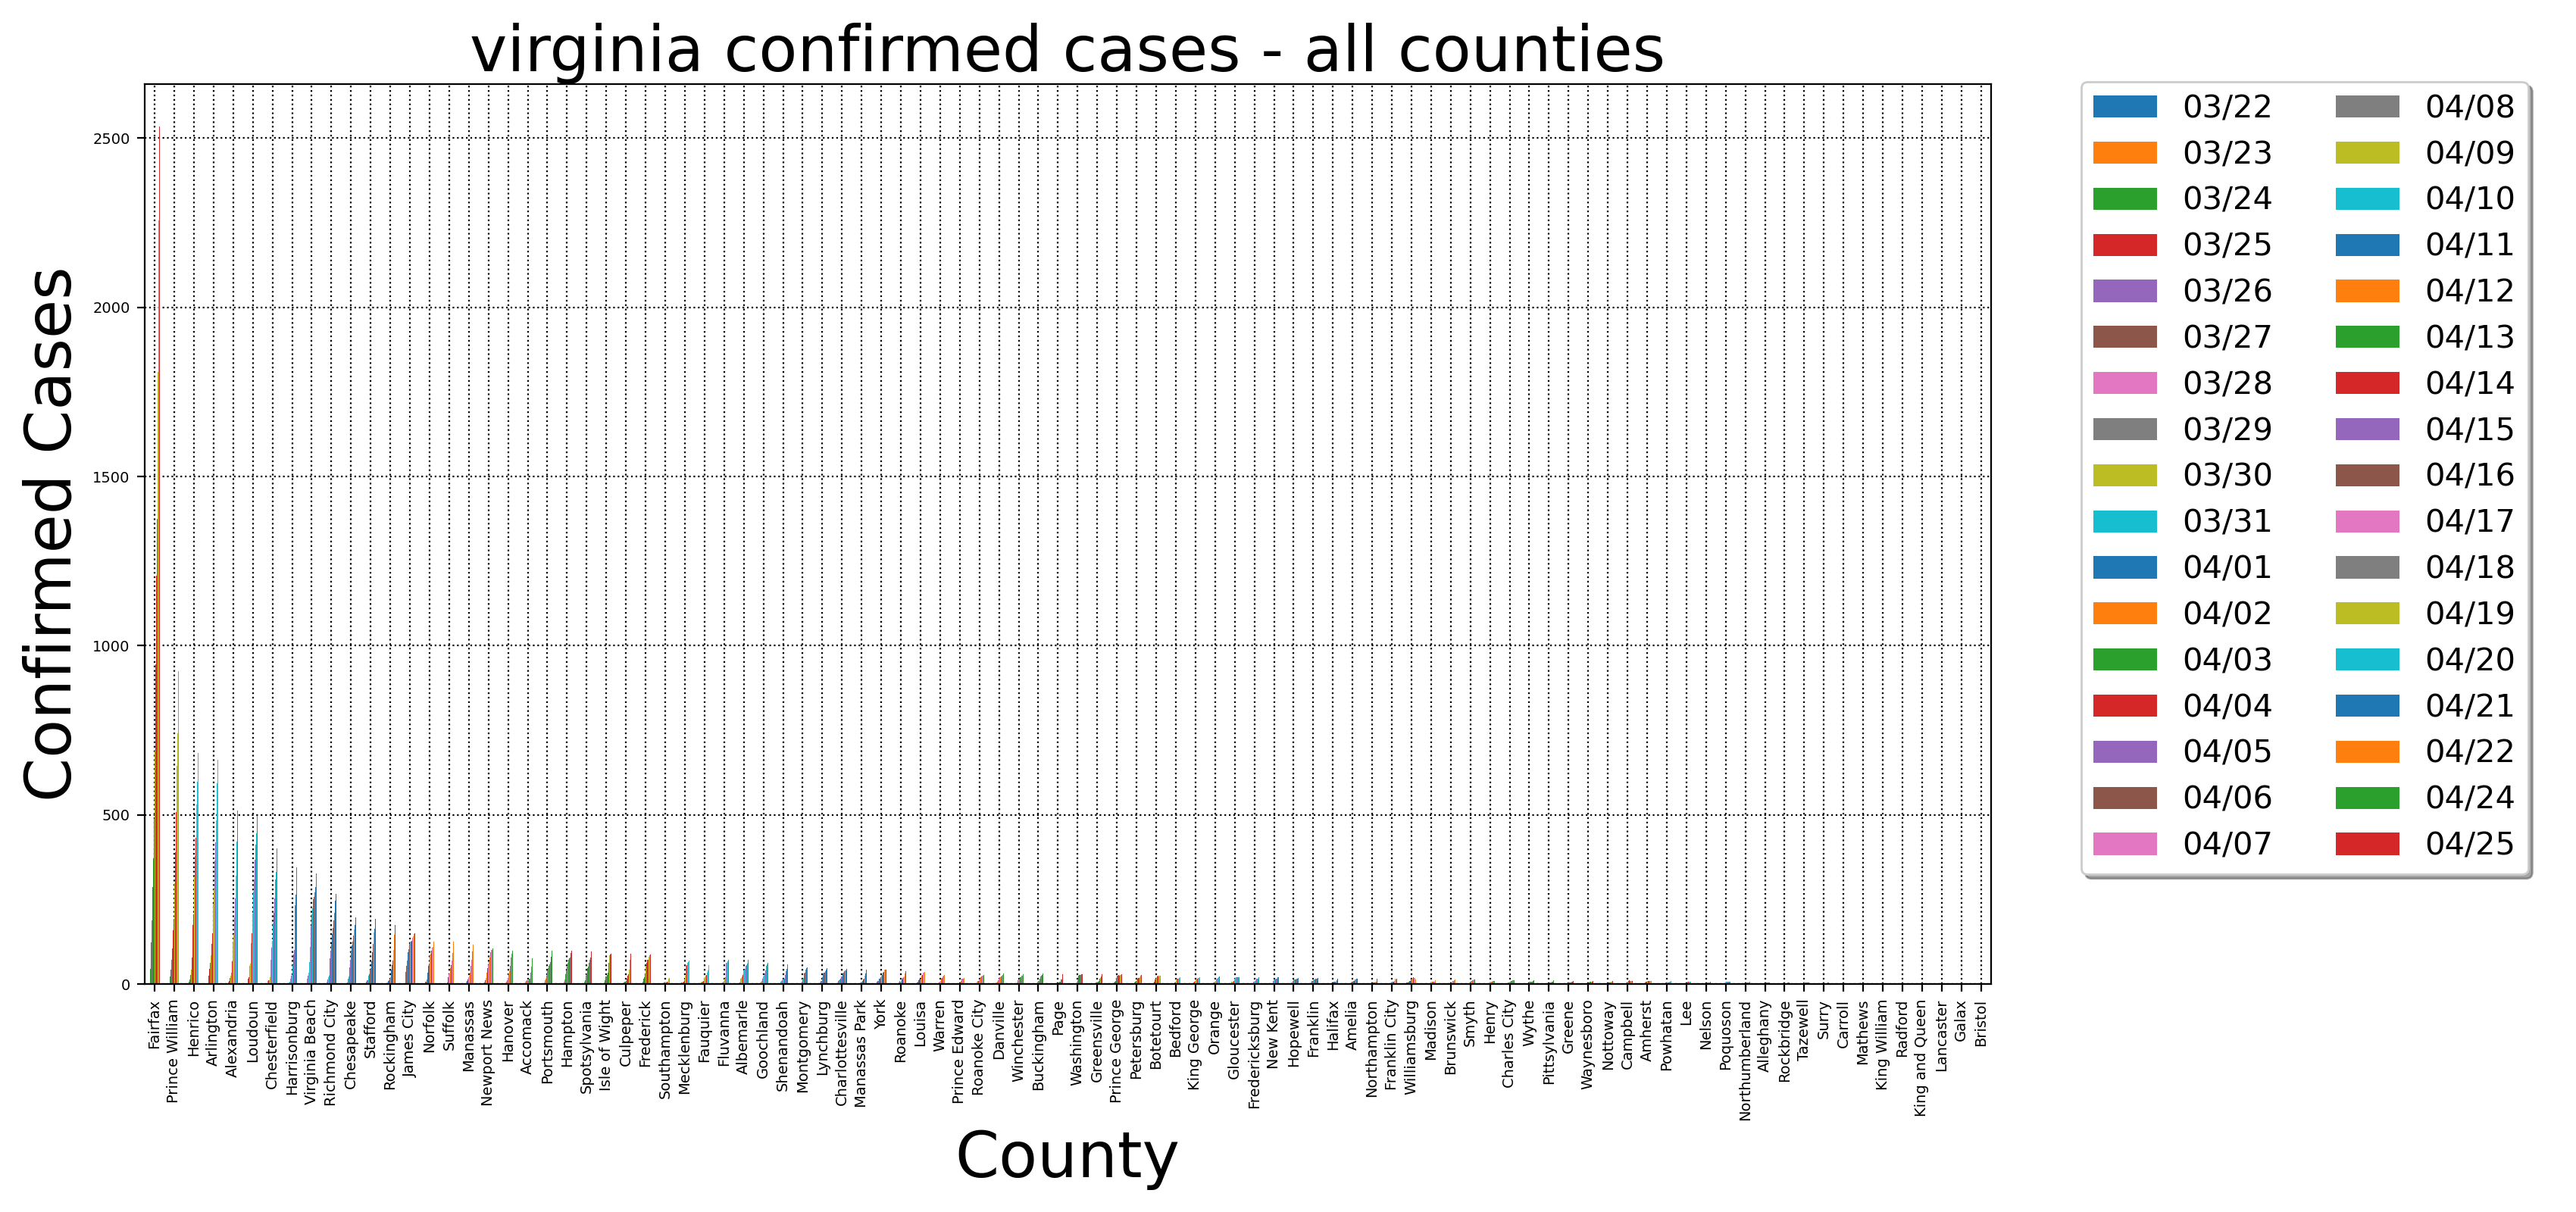 virginia confirmed cases - all counties
Confirmed Cases
2500
2000
1500
1000
500
0
Fairfax
Prince William
Henrico
Arlington
Alexandria
Loudoun
Chesterfield
Harrisonburg
Virginia Beach
Richmond City
Chesapeake
Stafford
Rockingham
James City
Norfolk
Suffolk
Manassas
Newport News
Hanover
Accomack
Portsmouth
Hampton
Spotsylvania
Isle of Wight
Culpeper
Frederick
Southampton
Mecklenburg
Fauquier
Fluvanna
Albemarle
Goochland
Shenandoah
Montgomery
Lynchburg
Charlottesville
Manassas Park
York
Roanoke
Louisa
Warren
Prince Edward
Roanoke City
Danville
Winchester
Buckingham
Page
Washington
Greensville
Prince George
Petersburg
Botetourt
Bedford
King George
Orange
Gloucester
Fredericksburg
New Kent
Hopewell
Franklin
Halifax
Amelia
Northampton
Franklin City
Williamsburg
Madison
Brunswick
Smyth
Henry
Charles City
Wythe
Pittsylvania
Greene
Waynesboro
Nottoway
Campbell
Amherst
Powhatan
Lee
Nelson
Poquoson
Northumberland
Alleghany
Rockbridge
Tazewell
Surry
Carroll
Mathews
King William
Radford
King and Queen
Lancaster
Galax
Bristol
County
03/22
03/23
03/24
03/25
03/26
03/27
03/28
03/29
03/30
03/31
04/01
04/02
04/03
04/04
04/05
04/06
04/07
04/08
04/09
04/10
04/11
04/12
04/13
04/14
04/15
04/16
04/17
04/18
04/19
04/20
04/21
04/22
04/24
04/25